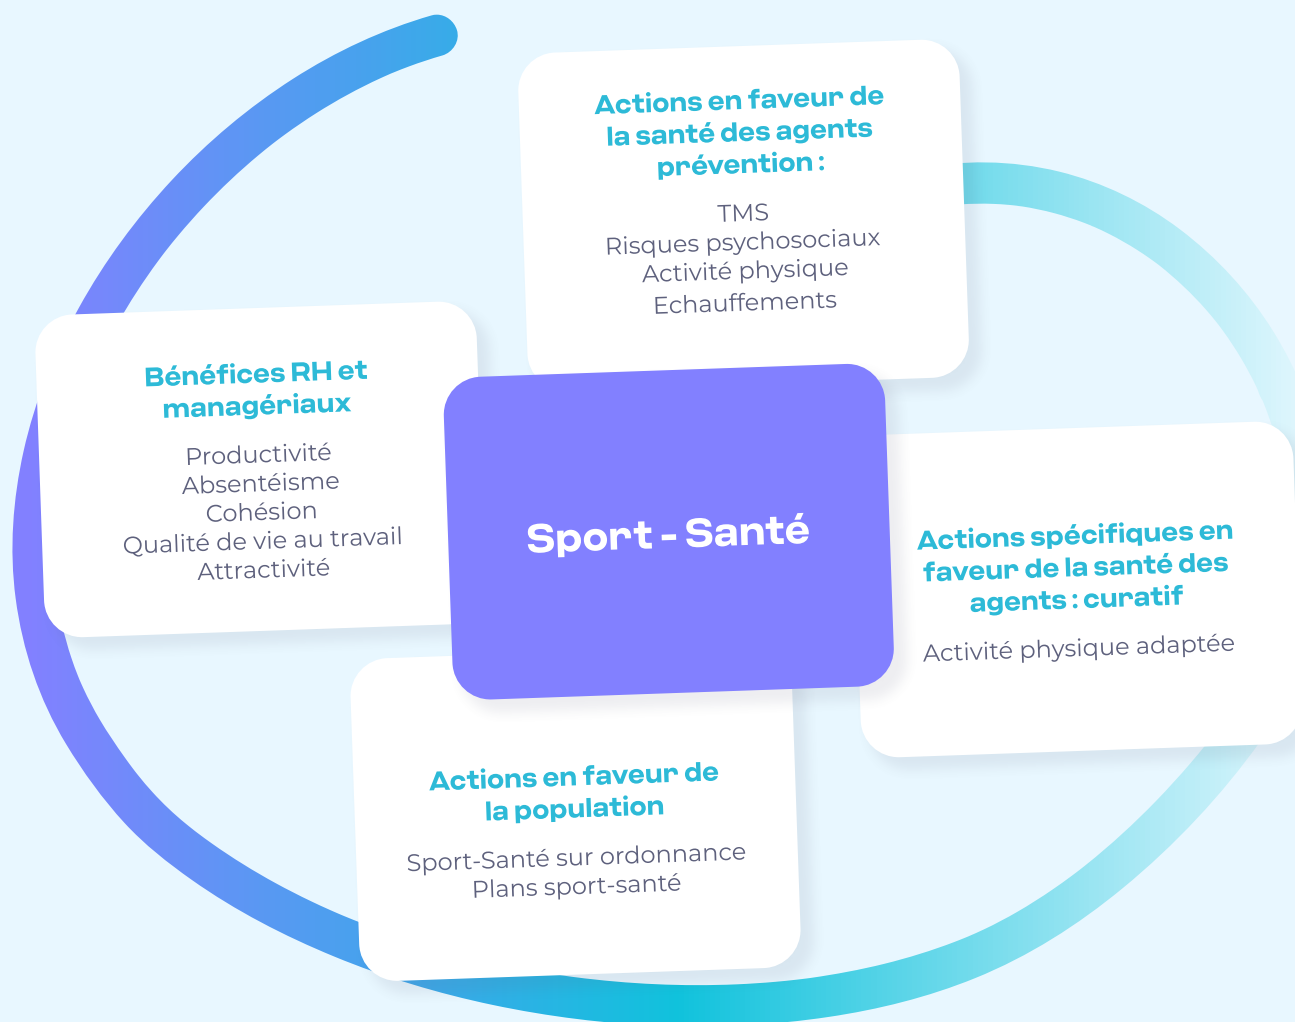 Actions en faveur de
la santé des agents
prévention :
TMS
Risques psychosociaux
Activité physique
Echauffements
Bénéfices RH et
managériaux
Productivité
Absentéisme
Cohésion
Qualité de vie au travail
Attractivité
Sport - Santé
Actions spécifiques en
faveur de la santé des
agents : curatif
Activité physique adaptée
Actions en faveur de
la population
Sport-Santé sur ordonnance
Plans sport-santé